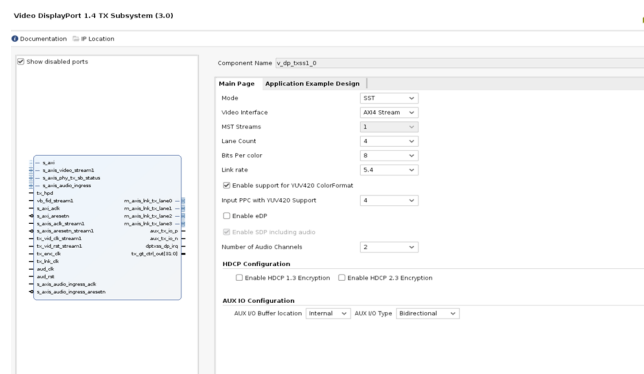 Video DisplayPort 1.4 TX Subsystem (3.0)
Documentation IP Location
Show disabled ports
Component Name v_dp_txss1_0
Main Page Application Example Design
Mode SST
Video Interface AXI4 Stream
MST Streams 1
Lane Count 4
Bits Per color 8
Link rate 5.4
Enable support for YUV420 ColorFormat
Input PPC with YUV420 Support 4
Enable eDP
Enable SDP including audio
Number of Audio Channels 2
HDCP Configuration
Enable HDCP 1.3 Encryption Enable HDCP 2.3 Encryption
AUX IO Configuration
AUX I/O Buffer location Internal AUX I/O Type Bidirectional
s_axi
s_axis_video_stream1
s_axis_phy_tx_sb_status
s_axis_audio_ingress
tx_hpd
vb_fid_stream1
s_axi_aclk
s_axi_aresetn
s_axis_aclk_stream1
s_axis_aresetn_stream1
tx_vid_clk_stream1
tx_vid_rst_stream1
tx_enc_clk
tx_lnk_clk
aud_clk
aud_rst
s_axis_audio_ingress_aclk
s_axis_audio_ingress_aresetn
m_axis_lnk_tx_lane0
m_axis_lnk_tx_lane1
m_axis_lnk_tx_lane2
m_axis_lnk_tx_lane3
aux_tx_io_p
aux_tx_io_n
dptxss_dp_irq
tx_gt_ctrl_out[31:0]